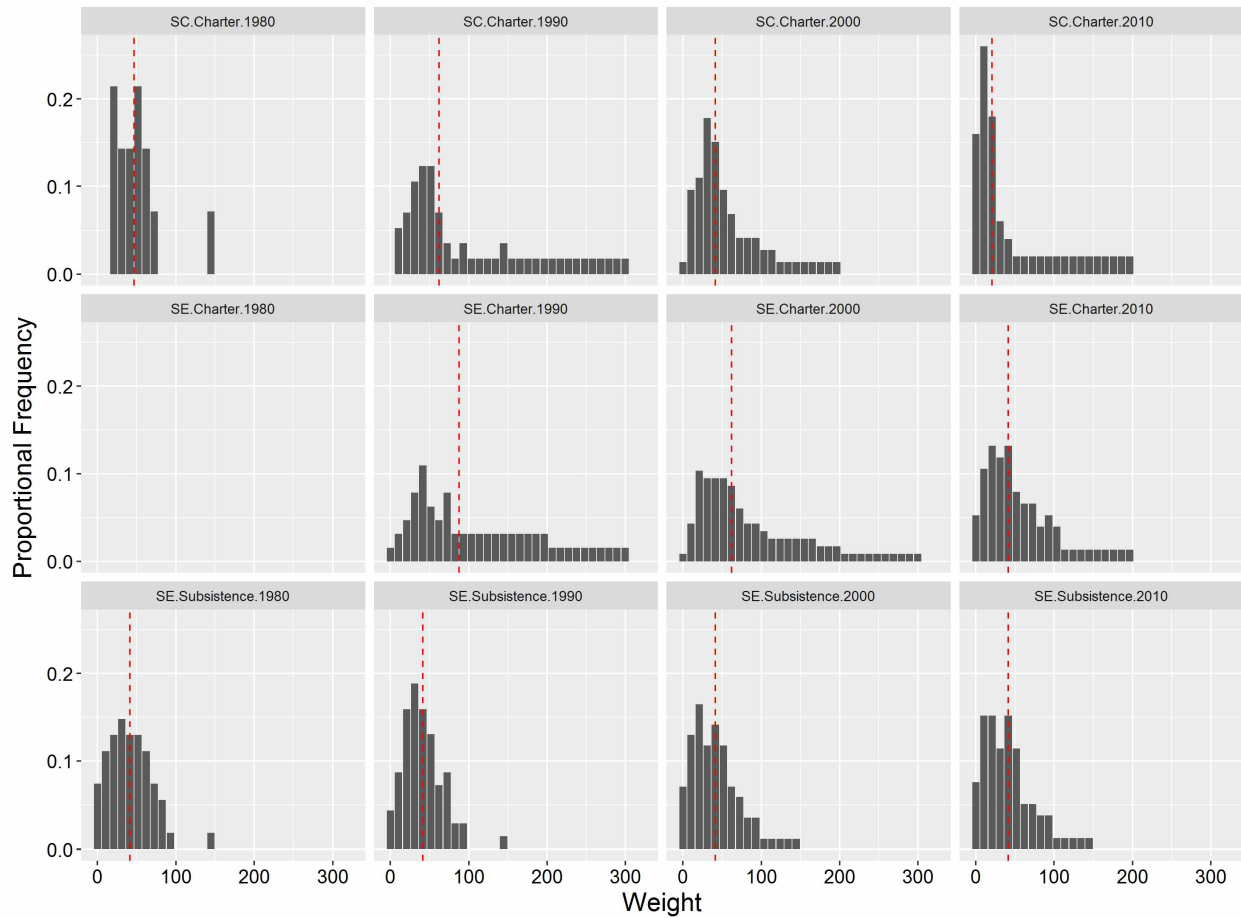 SC.Charter.1980 SC.Charter.1990 SC.Charter.2000 SC.Charter.2010
0.2
0.1
0.0
SE.Charter.1980 SE.Charter.1990 SE.Charter.2000 SE.Charter.2010
0.2
0.1
0.0
SE.Subsistence.1980 SE.Subsistence.1990 SE.Subsistence.2000 SE.Subsistence.2010
0.2
0.1
0.0
Proportional Frequency
0 100 200 300 0 100 200 300 0 100 200 300 0 100 200 300
Weight